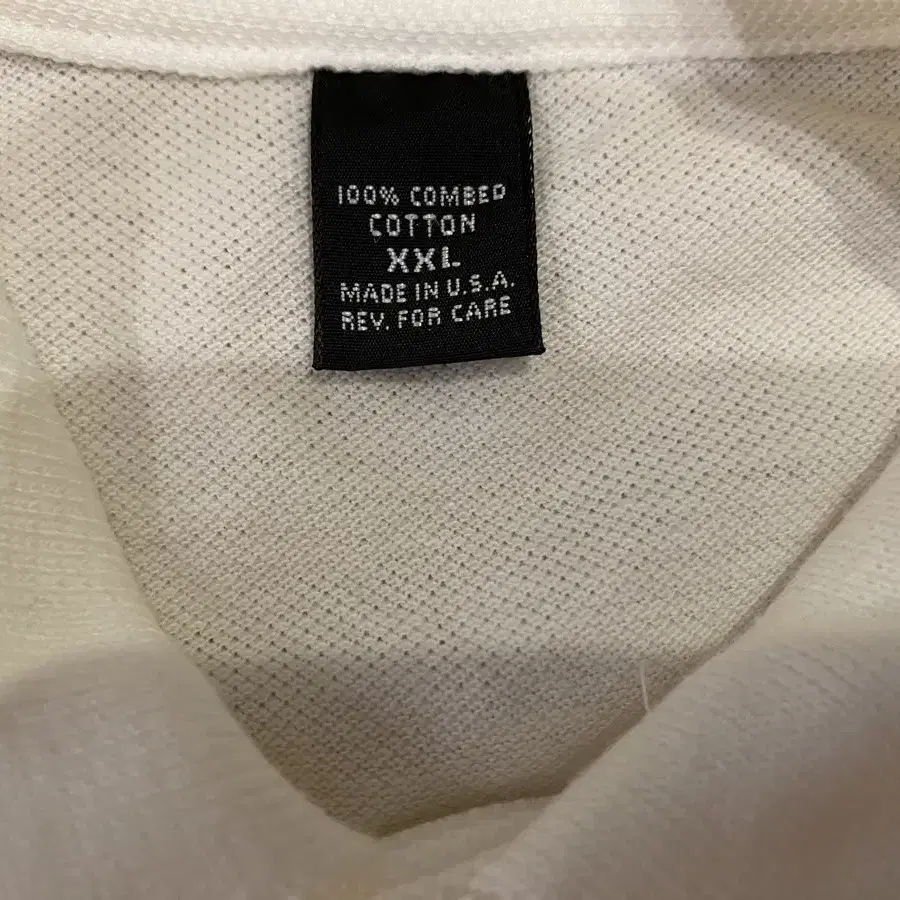 100% COMBED
COTTON
XXL
MADE IN U.S.A.
REV. FOR CARE